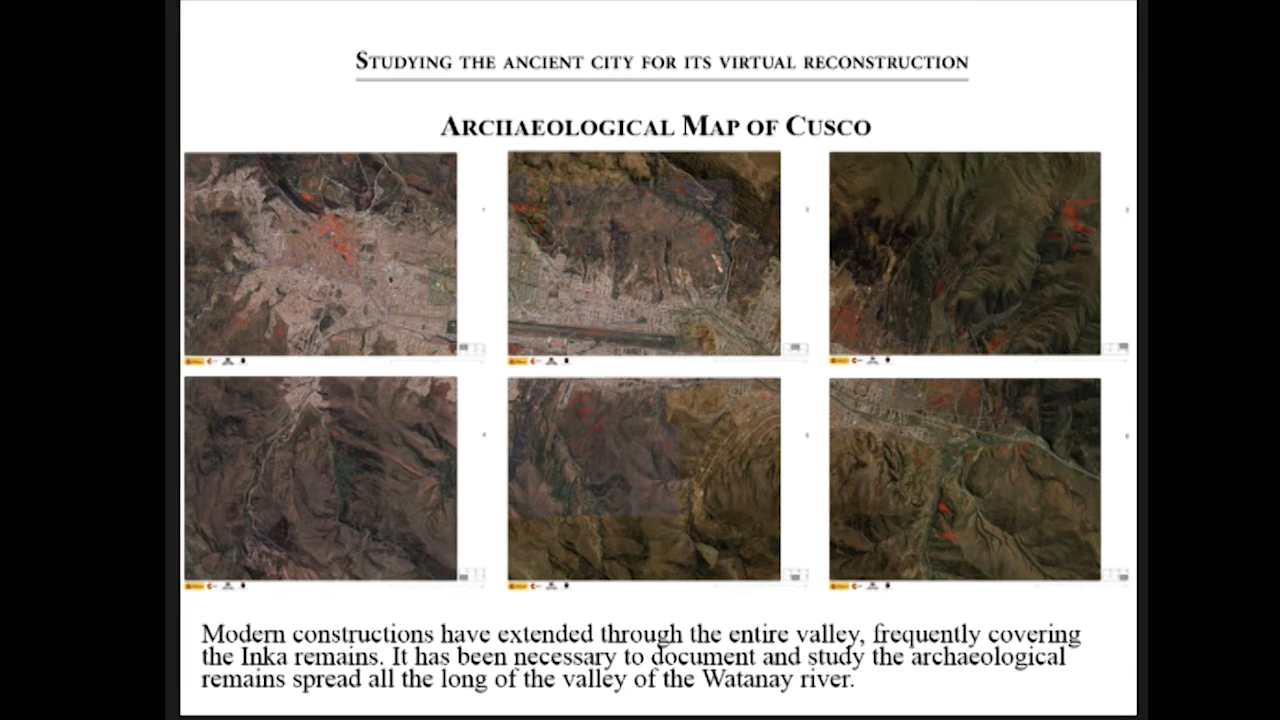 Studying the ancient city for its virtual reconstruction
Archaeological Map of Cusco
Modern constructions have extended through the entire valley, frequently covering
the Inka remains. It has been necessary to document and study the archaeological
remains spread all the long of the valley of the Watanay river.